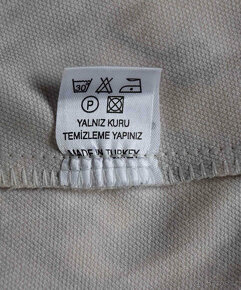 30
P
YALNIZ KURU
TEMİZLEME YAPINIZ
MADE IN TURKEY